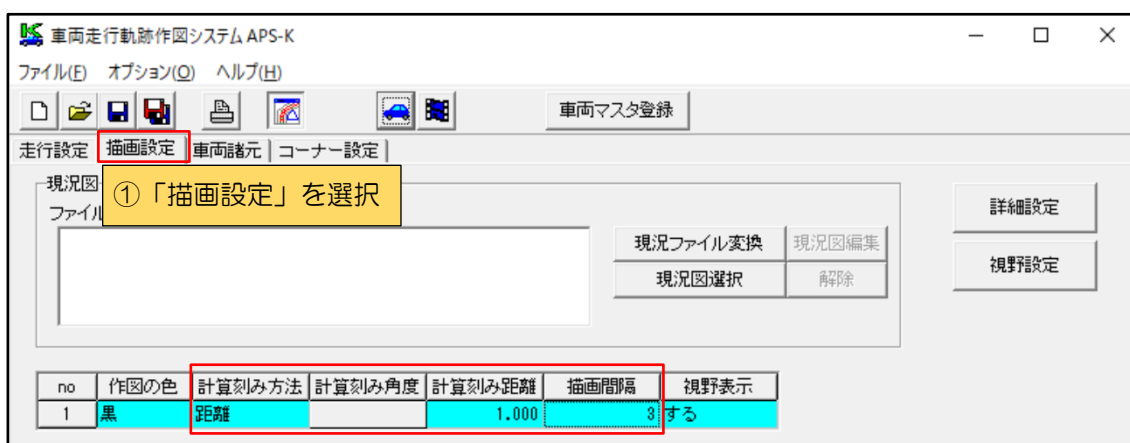 車両走行軌跡作図システム APS-K
ファイル(F) オプション(O) ヘルプ(H)
車両マスタ登録
走行設定 描画設定 車両諸元 コーナー設定
現況図
①「描画設定」を選択
ファイル
現況ファイル変換 現況図編集
現況図選択 解除
詳細設定
視野設定
no 作図の色 計算刻み方法 計算刻み角度 計算刻み距離 描画間隔 視野表示
1 黒 距離 1.000 3 する